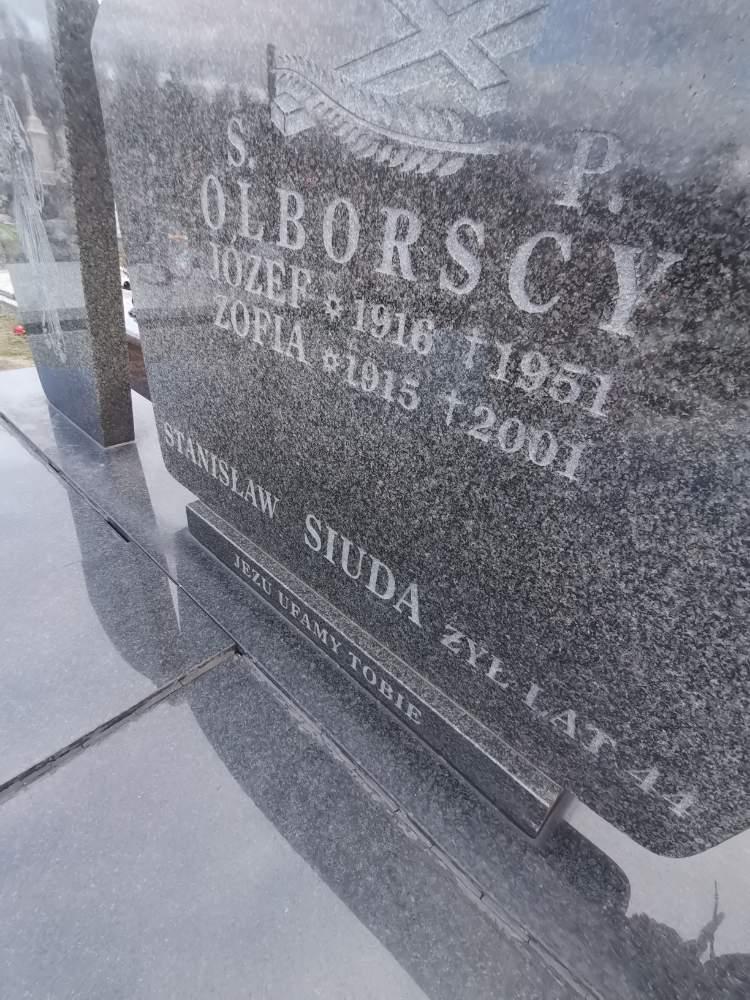 S. P.
OLBORSCY
JÓZEF ✡ 1916 † 1951
ZOFIA ✡ 1915 † 2001
STANISŁAW SIUDA ŻYŁ LAT 44
JEZU UFAMY TOBIE